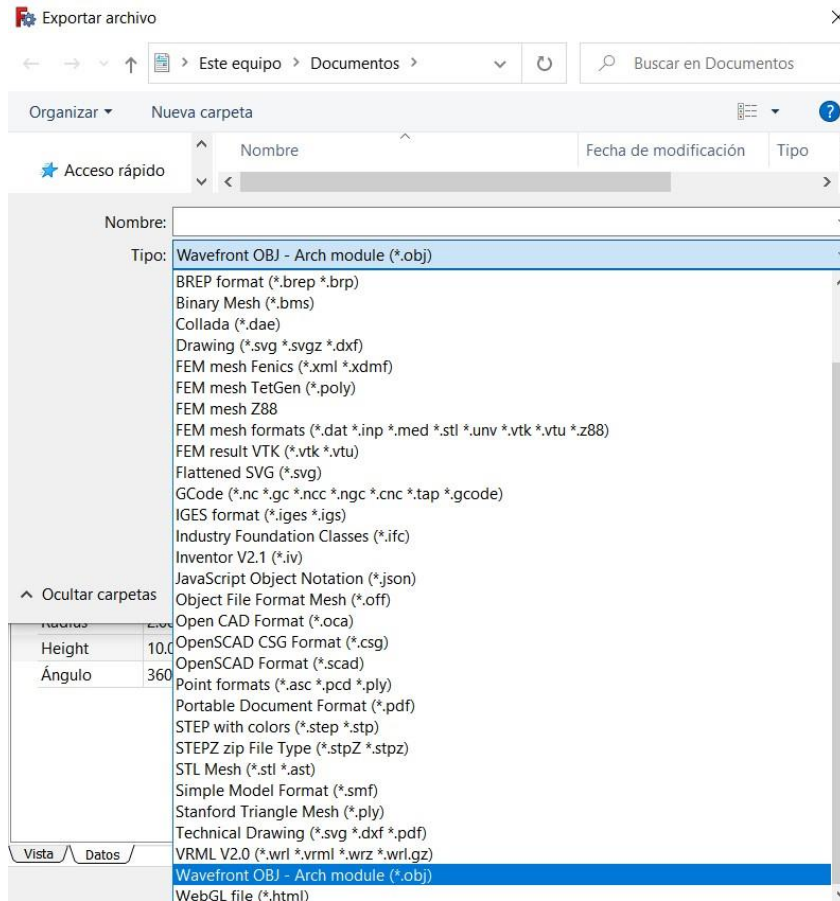 Exportar archivo
Este equipo > Documentos >
Buscar en Documentos
Organizar
Nueva carpeta
?
Nombre
Fecha de modificación
Tipo
Acceso rápido
Nombre:
Tipo: Wavefront OBJ - Arch module (*.obj)
BREP format (*.brep *.brp)
Binary Mesh (*.bms)
Collada (*.dae)
Drawing (*.svg *.svgz *.dxf)
FEM mesh Fenics (*.xml *.xdmf)
FEM mesh TetGen (*.poly)
FEM mesh Z88
FEM mesh formats (*.dat *.inp *.med *.stl *.unv *.vtk *.vtu *.z88)
FEM result VTK (*.vtk *.vtu)
Flattened SVG (*.svg)
GCode (*.nc *.gc *.ncc *.ngc *.cnc *.tap *.gcode)
IGES format (*.iges *.igs)
Industry Foundation Classes (*.ifc)
Inventor V2.1 (*.iv)
JavaScript Object Notation (*.json)
Ocultar carpetas
Object File Format Mesh (*.off)
Open CAD Format (*.oca)
Height 10.0
OpenSCAD CSG Format (*.csg)
OpenSCAD Format (*.scad)
Ángulo 360
Point formats (*.asc *.pcd *.ply)
Portable Document Format (*.pdf)
STEP with colors (*.step *.stp)
STEPZ zip File Type (*.stpZ *.stpz)
STL Mesh (*.stl *.ast)
Simple Model Format (*.smf)
Stanford Triangle Mesh (*.ply)
Technical Drawing (*.svg *.dxf *.pdf)
Vista Datos
VRML V2.0 (*.wrl *.vrml *.wrz *.wrl.gz)
Wavefront OBJ - Arch module (*.obj)
WebGL file (*.html)